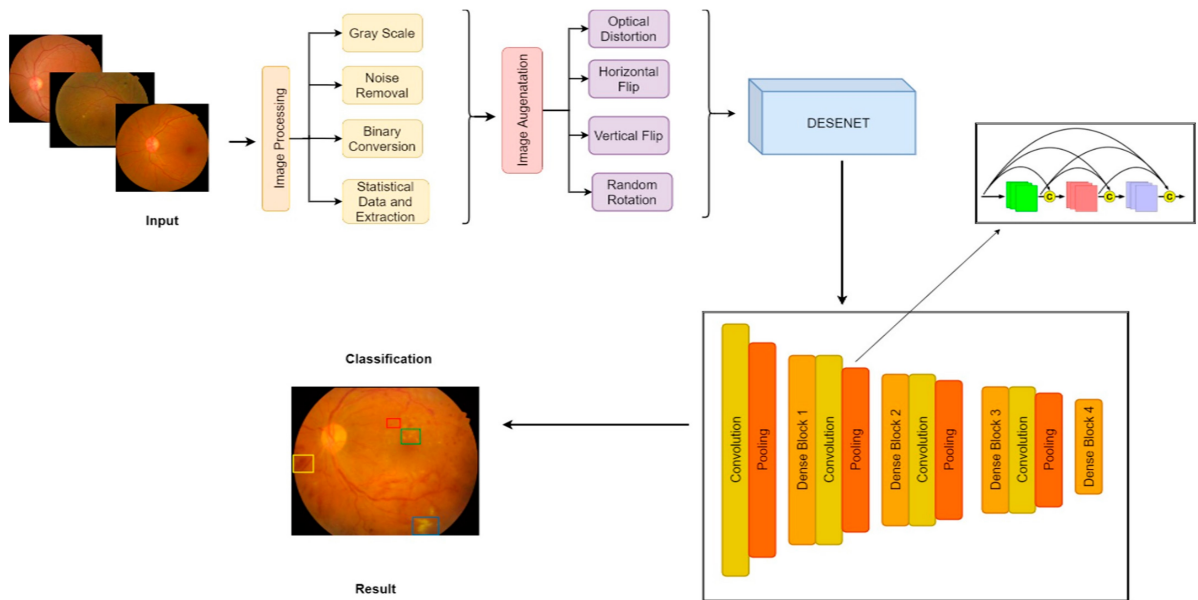 Input
Image Processing
Gray Scale
Noise
Removal
Binary
Conversion
Statistical
Data and
Extraction
Image Augenatation
Optical
Distortion
Horizontal
Flip
Vertical Flip
Random
Rotation
DESENET
C
C
C
Convolution
Pooling
Dense Block 1
Convolution
Pooling
Dense Block 2
Convolution
Pooling
Dense Block 3
Convolution
Pooling
Dense Block 4
Classification
Result